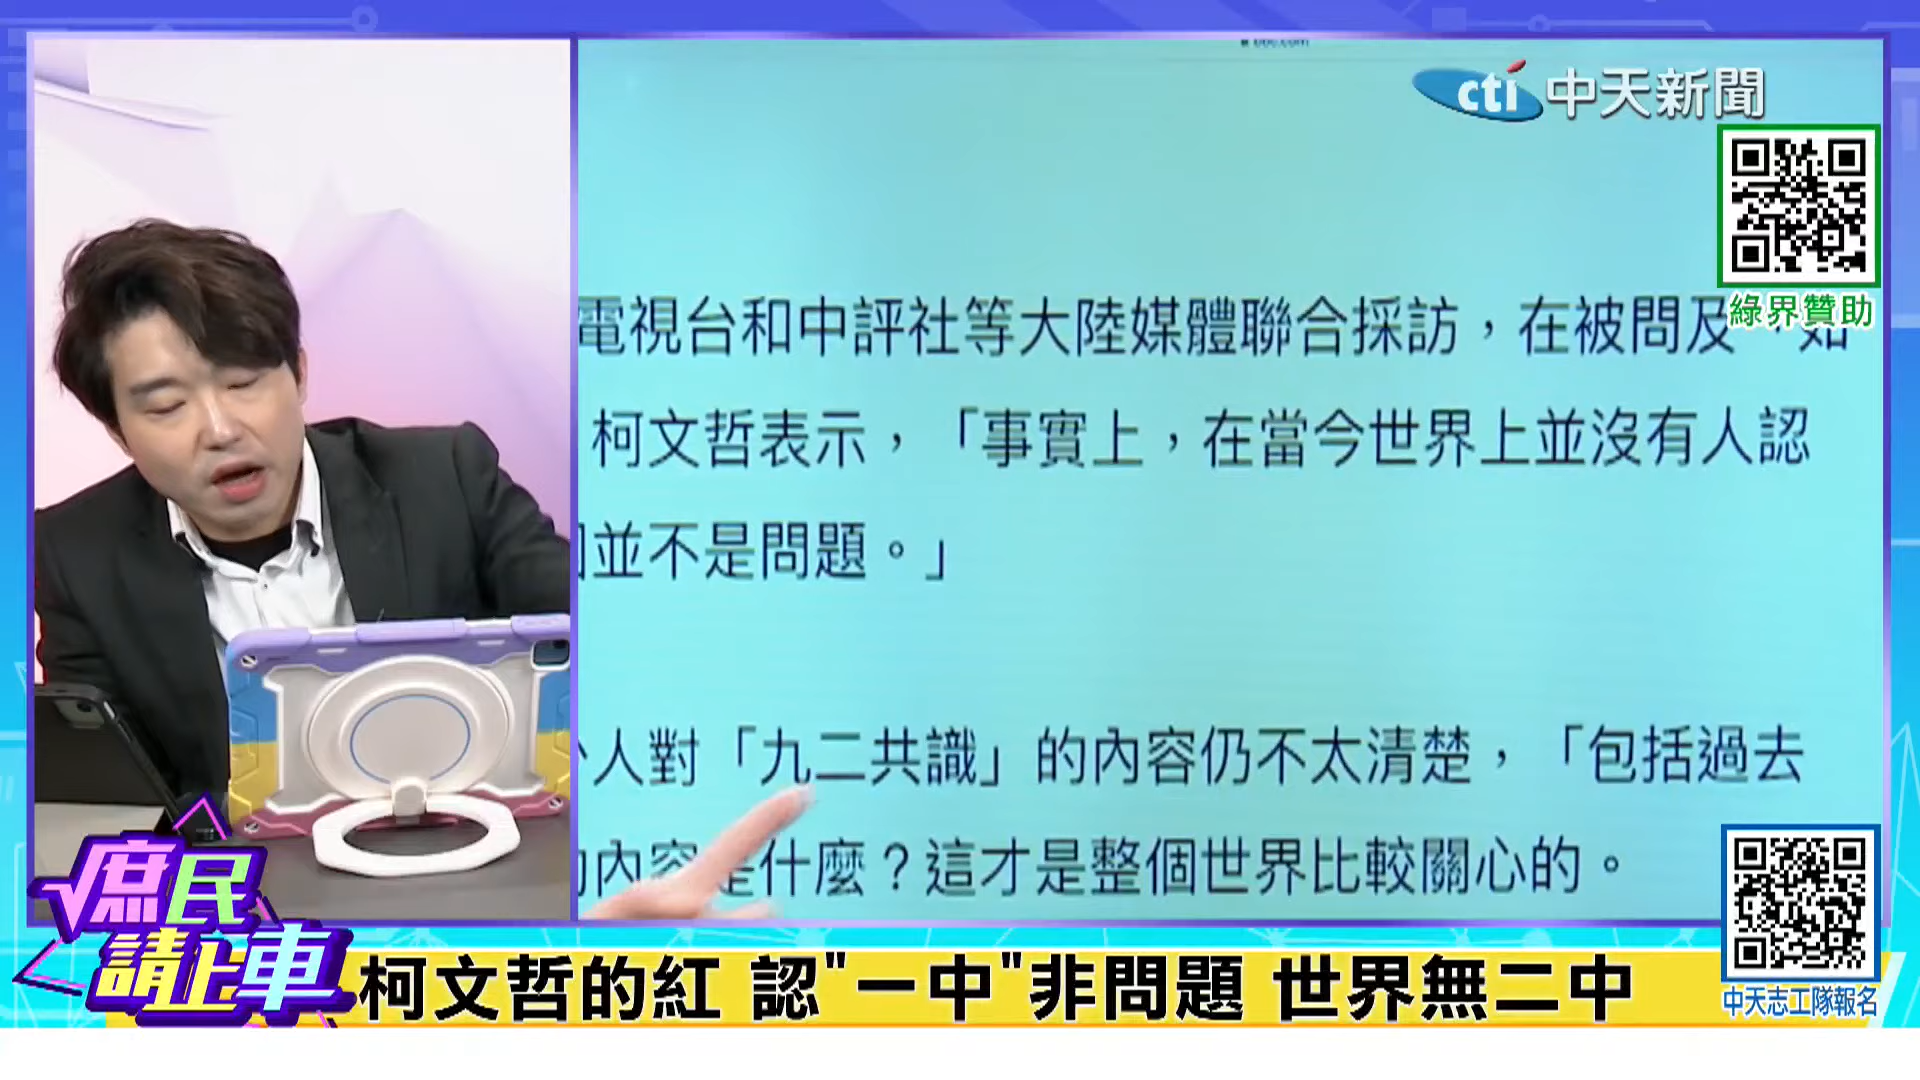 cti 中天新聞
綠界贊助
電視台和中評社等大陸媒體聯合採訪，在被問及
柯文哲表示，「事實上，在當今世界上並沒有人認
並不是問題。」
人對「九二共識」的內容仍不太清楚，「包括過去
內容是什麼？這才是整個世界比較關心的。
庶民請上車
柯文哲的紅 認"一中"非問題 世界無二中
中天志工隊報名